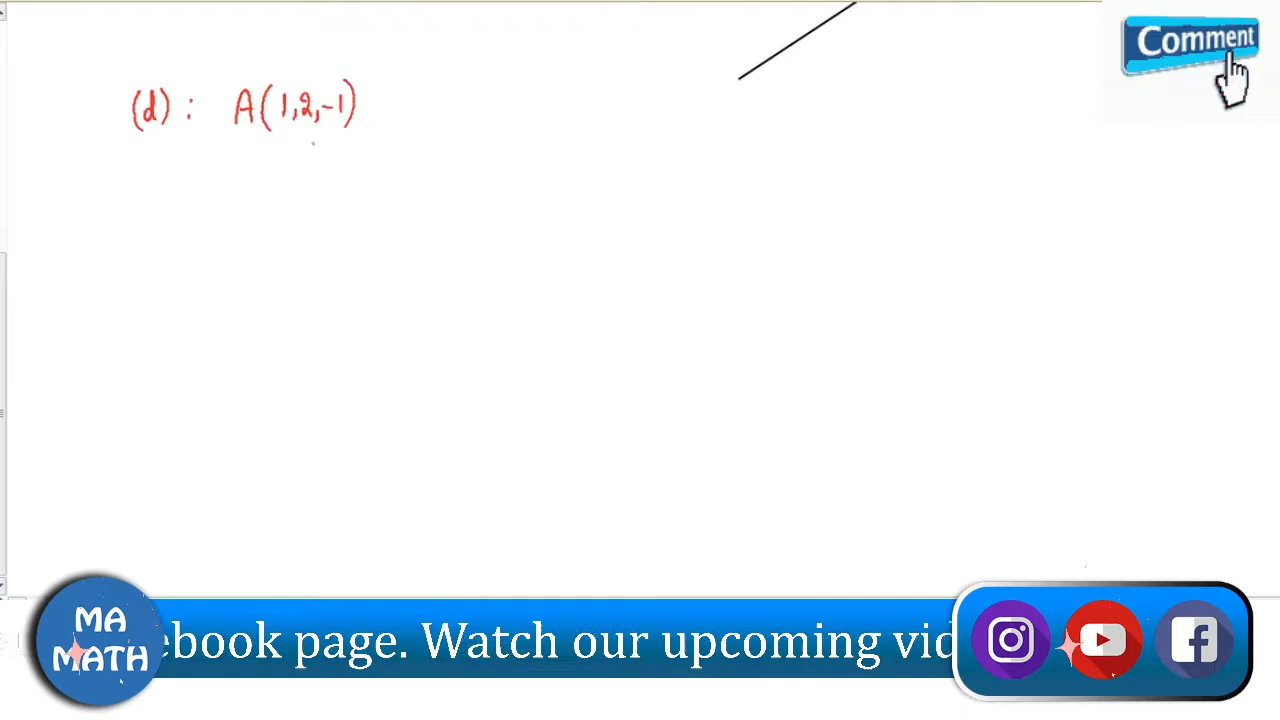 Comment
(d) : A(1,2,-1)
MA
MATH
ebook page. Watch our upcoming vid